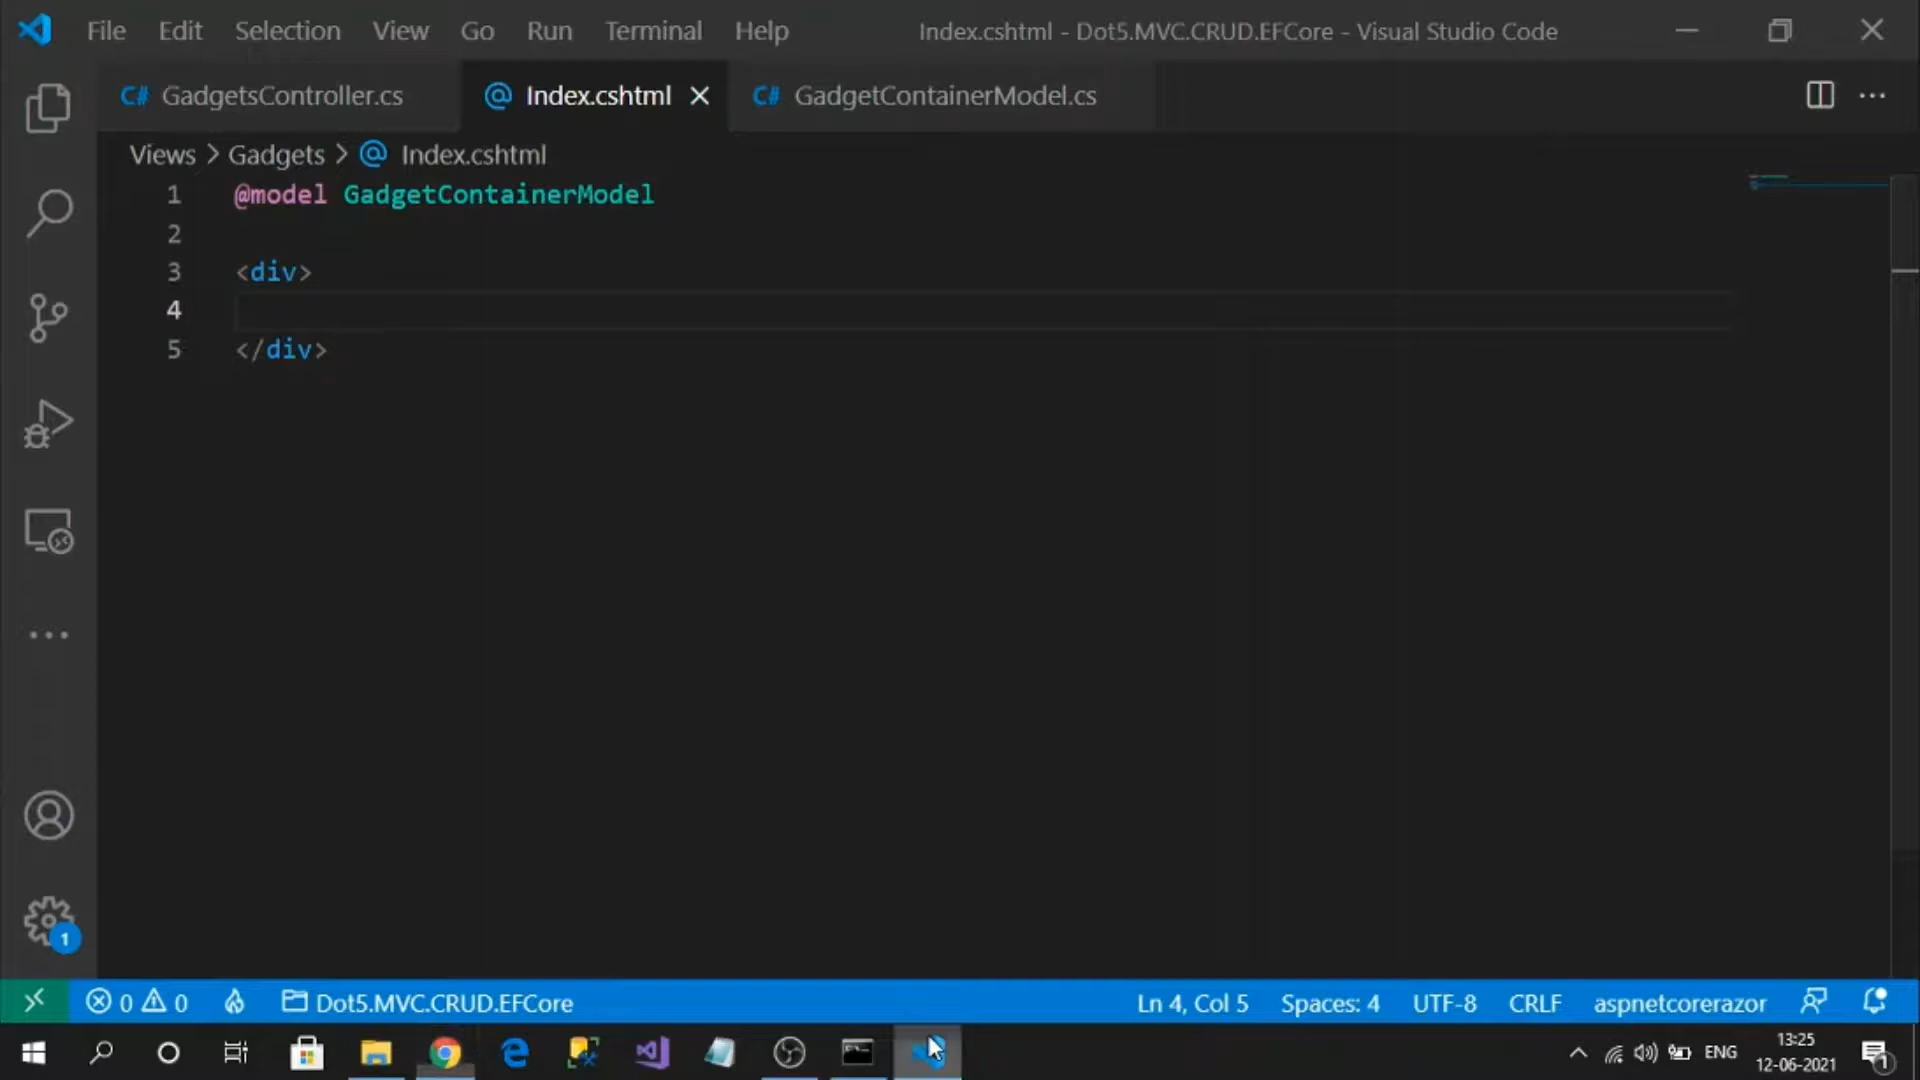 File Edit Selection View Go Run Terminal Help Index.cshtml - Dot5.MVC.CRUD.EFCore - Visual Studio Code
C# GadgetsController.cs @ Index.cshtml C# GadgetContainerModel.cs
Views > Gadgets > @ Index.cshtml
1 @model GadgetContainerModel
2
3 <div>
4
5 </div>
1
0 0 Dot5.MVC.CRUD.EFCore Ln 4, Col 5 Spaces: 4 UTF-8 CRLF aspnetcorerazor
ENG 13:25 1
12-06-2021